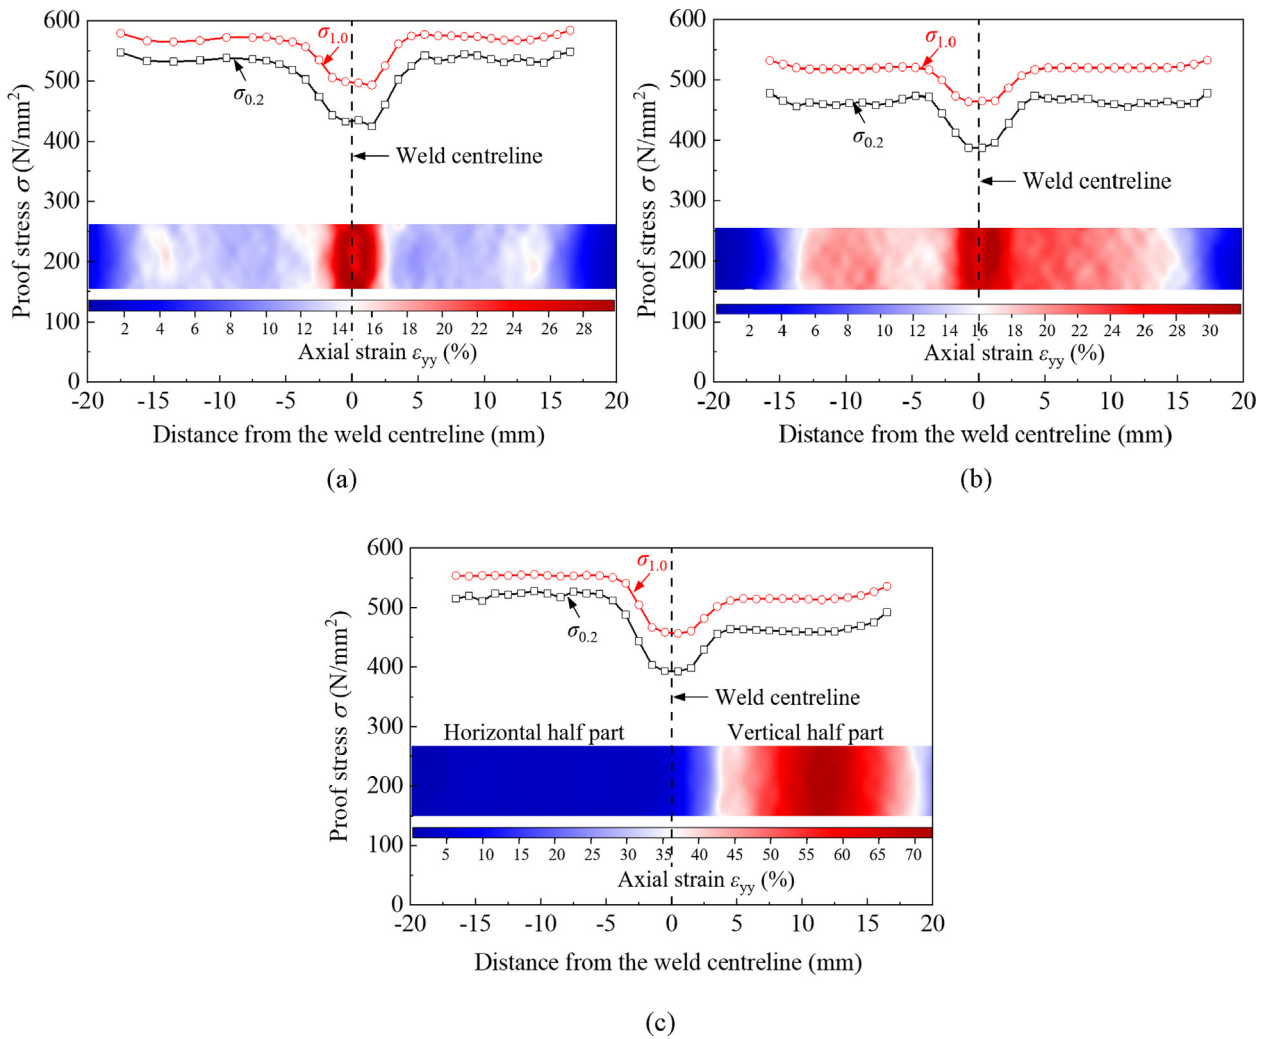 600
500
400
300
200
100
0
Proof stress σ (N/mm²)
σ1.0
σ0.2
Weld centreline
2 4 6 8 10 12 14 16 18 20 22 24 26 28
Axial strain εyy (%)
-20 -15 -10 -5 0 5 10 15 20
Distance from the weld centreline (mm)
(a)
600
500
400
300
200
100
0
Proof stress σ (N/mm²)
σ1.0
σ0.2
Weld centreline
2 4 6 8 10 12 14 16 18 20 22 24 26 28 30
Axial strain εyy (%)
-20 -15 -10 -5 0 5 10 15 20
Distance from the weld centreline (mm)
(b)
600
500
400
300
200
100
0
Proof stress σ (N/mm²)
σ1.0
σ0.2
Weld centreline
Horizontal half part Vertical half part
5 10 15 20 25 30 35 40 45 50 55 60 65 70
Axial strain εyy (%)
-20 -15 -10 -5 0 5 10 15 20
Distance from the weld centreline (mm)
(c)